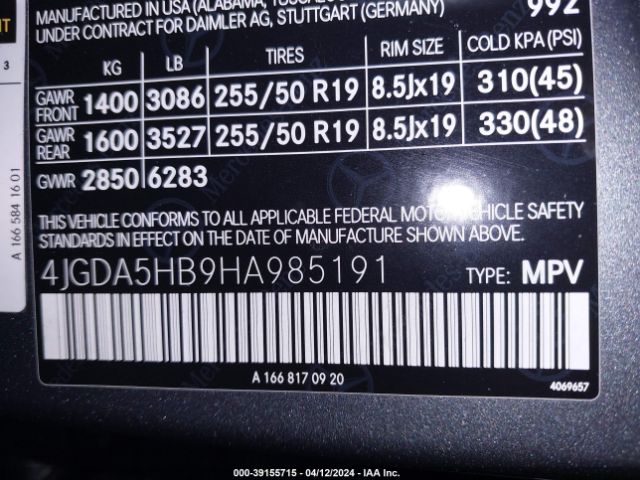 MANUFACTURED IN USA (ALABAMA,
UNDER CONTRACT FOR DAIMLER AG, STUTTGART (GERMANY)
992
KG LB TIRES RIM SIZE COLD KPA(PSI)
GAWR FRONT 1400 3086 255/50 R19 8.5Jx19 310(45)
GAWR REAR 1600 3527 255/50 R19 8.5Jx19 330(48)
GVWR 2850 6283
THIS VEHICLE CONFORMS TO ALL APPLICABLE FEDERAL MOTOR VEHICLE SAFETY
STANDARDS IN EFFECT ON THE DATE OF MANUFACTURE SHOWN ABOVE.
4JGDA5HB9HA985191 TYPE: MPV
A 166 817 09 20
4069657
A 166 584 16 01
3
000-39155715 - 04/12/2024 - Copyright © IAA Inc.